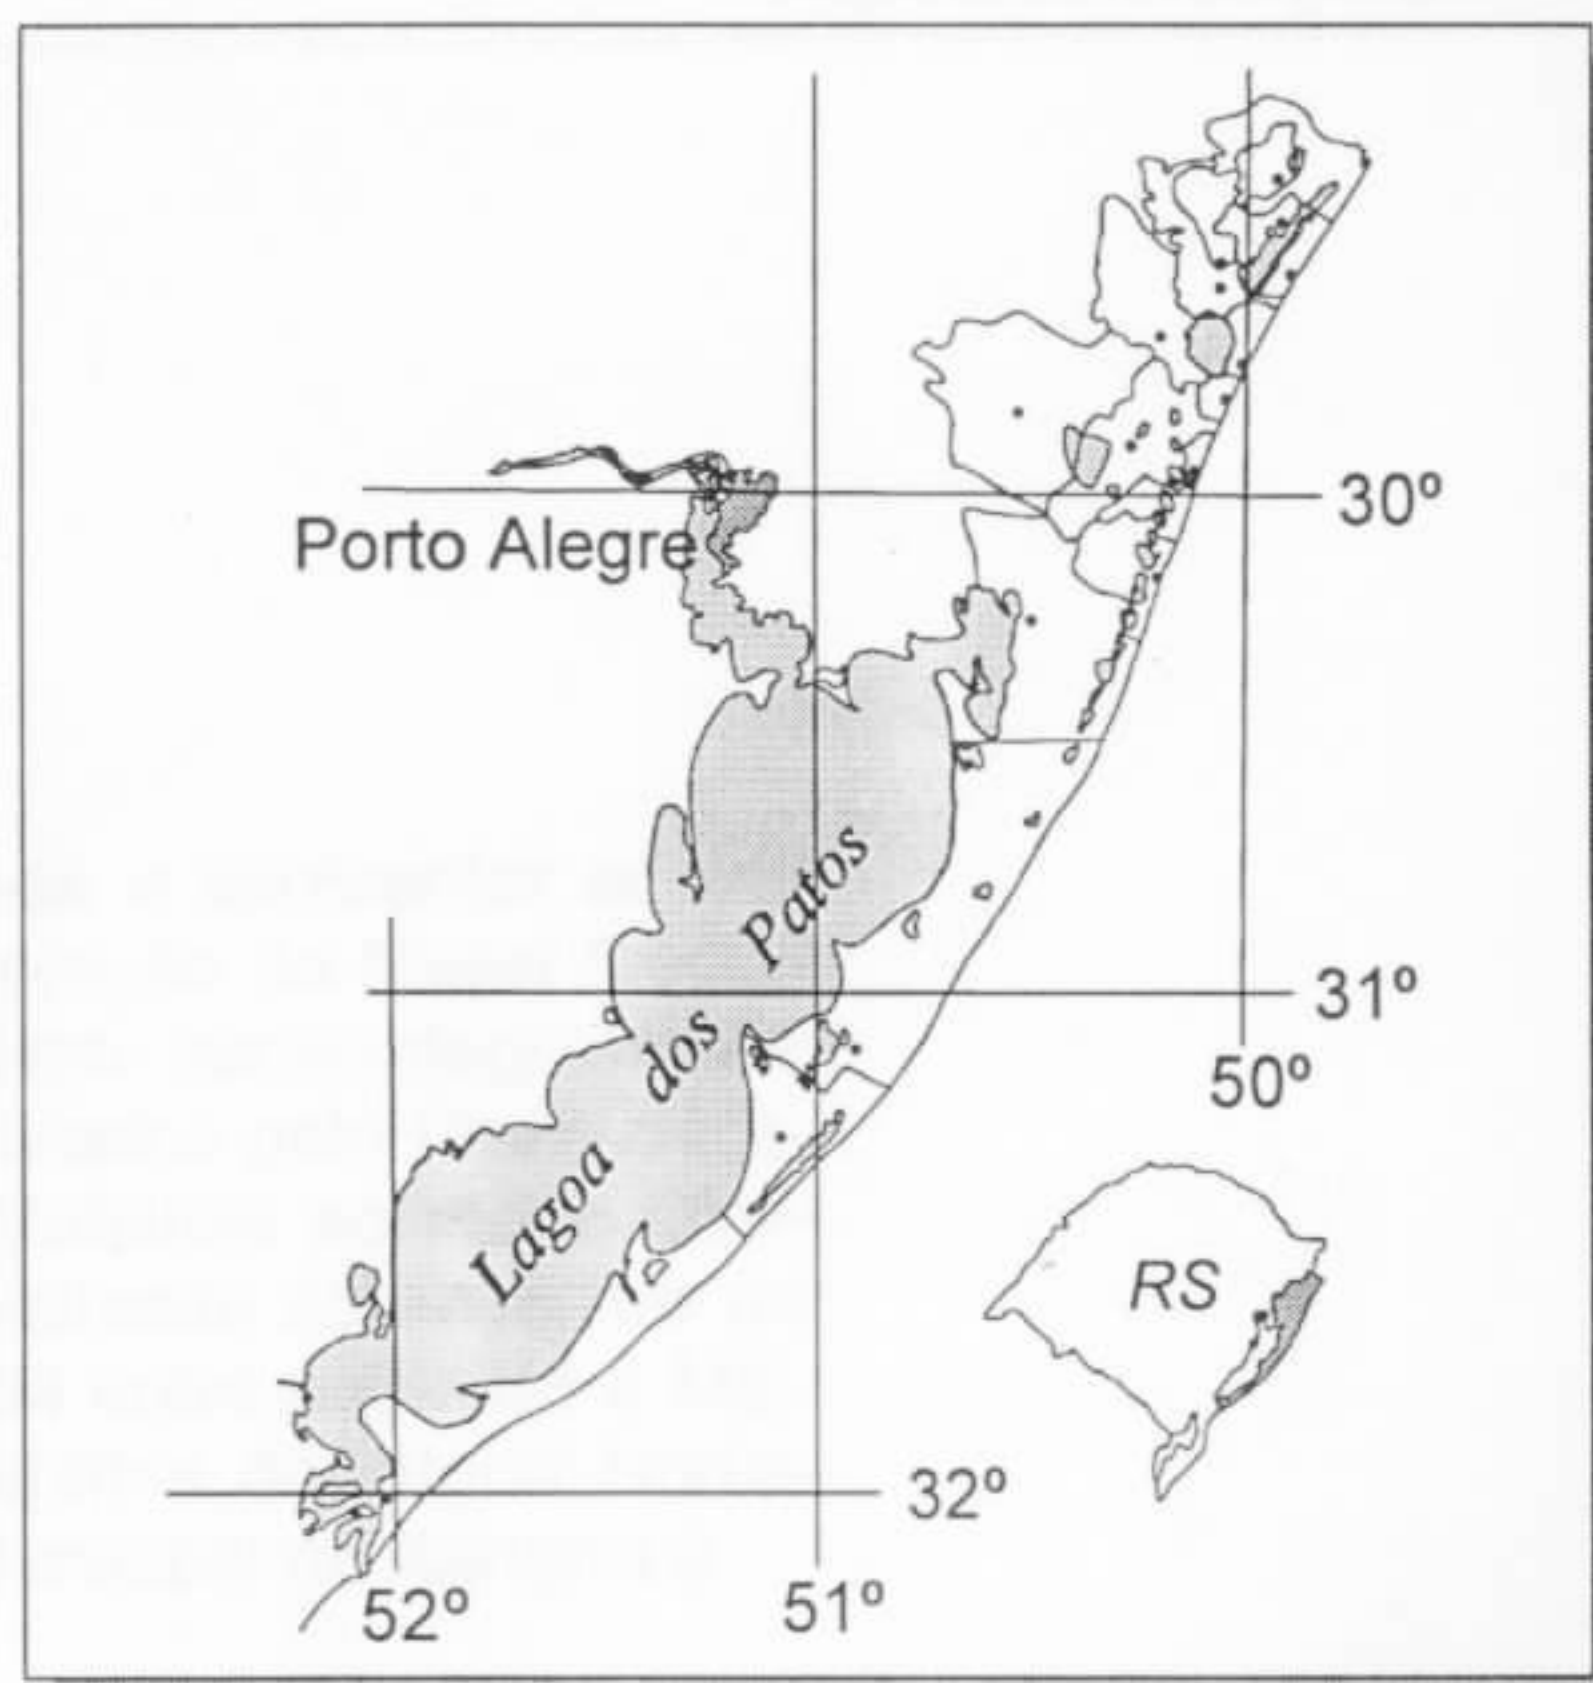 30º
Porto Alegre
Lagoa dos Patos
31º
50º
RS
32º
52º
51º